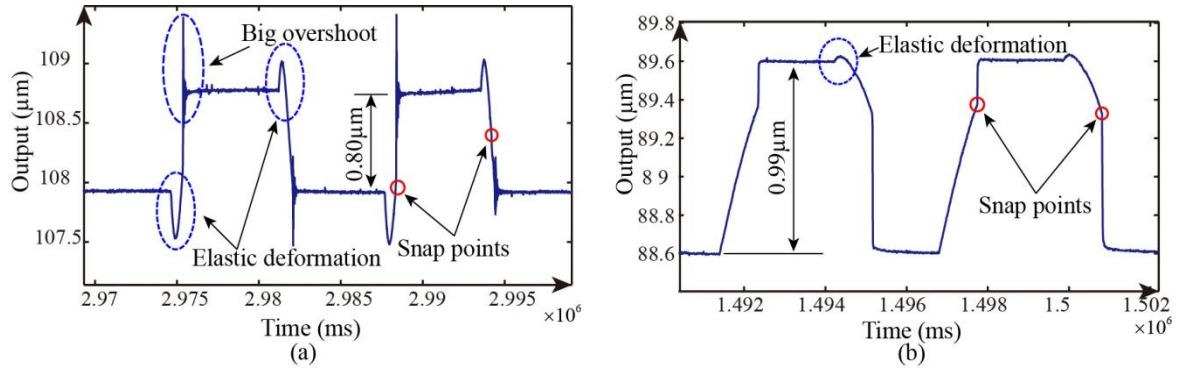 Big overshoot
109
108.5
108
107.5
Output (μm)
0.80μm
Elastic deformation
Snap points
2.97 2.975 2.98 2.985 2.99 2.995
×10⁶
Time (ms)
(a)
89.8
89.6
89.4
89.2
8 9
88.8
88.6
Output (μm)
Elastic deformation
0.99μm
Snap points
1.492 1.494 1.496 1.498 1.5 1.502
×10⁶
Time (ms)
(b)